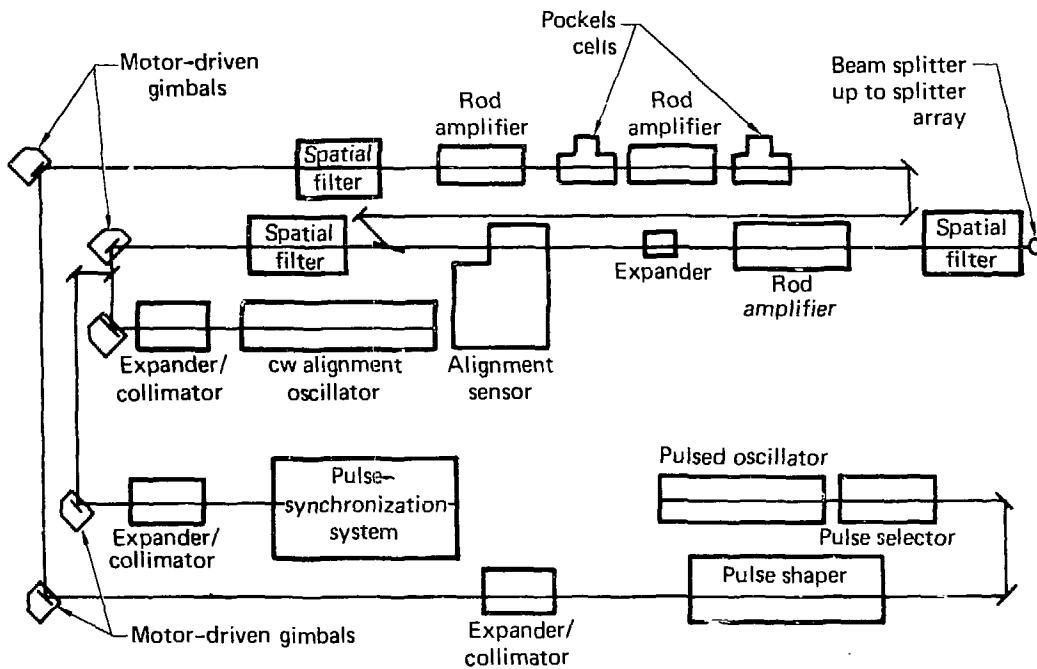 Pockels
cells
Motor-driven
gimbals
Beam splitter
up to splitter
array
Rod
amplifier
Rod
amplifier
Spatial
filter
Spatial
filter
Expander
Rod
amplifier
Spatial
filter
Expander/
collimator
cw alignment
oscillator
Alignment
sensor
Pulse-
synchronization
system
Expander/
collimator
Pulsed oscillator
Pulse selector
Pulse shaper
Motor-driven gimbals
Expander/
collimator